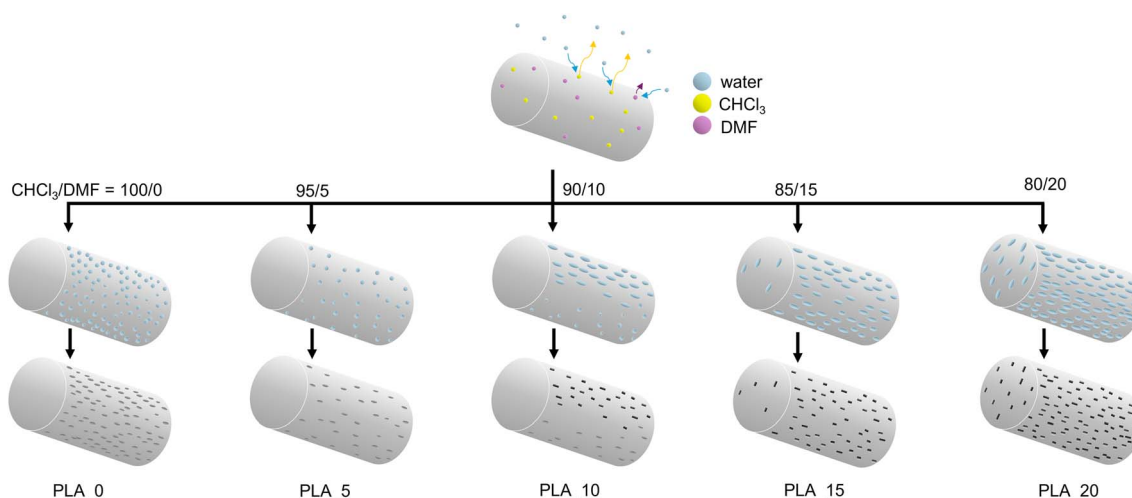 water
CHCl₃
DMF
CHCl₃/DMF = 100/0
95/5
90/10
85/15
80/20
PLA 0
PLA 5
PLA 10
PLA 15
PLA 20